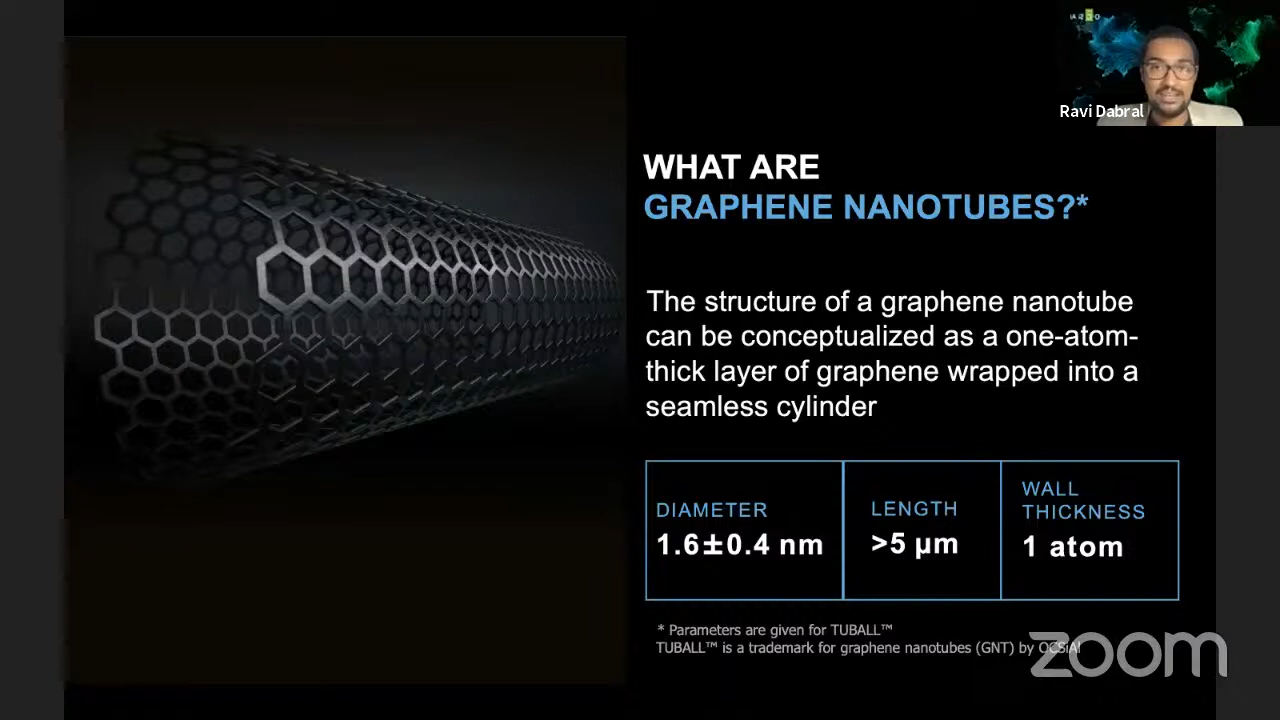 Ravi Dabral
WHAT ARE
GRAPHENE NANOTUBES?*
The structure of a graphene nanotube
can be conceptualized as a one-atom-
thick layer of graphene wrapped into a
seamless cylinder
DIAMETER
1.6±0.4 nm
LENGTH
>5 µm
WALL
THICKNESS
1 atom
* Parameters are given for TUBALL™
TUBALL™ is a trademark for graphene nanotubes (GNT) by OCSiAl
zoom